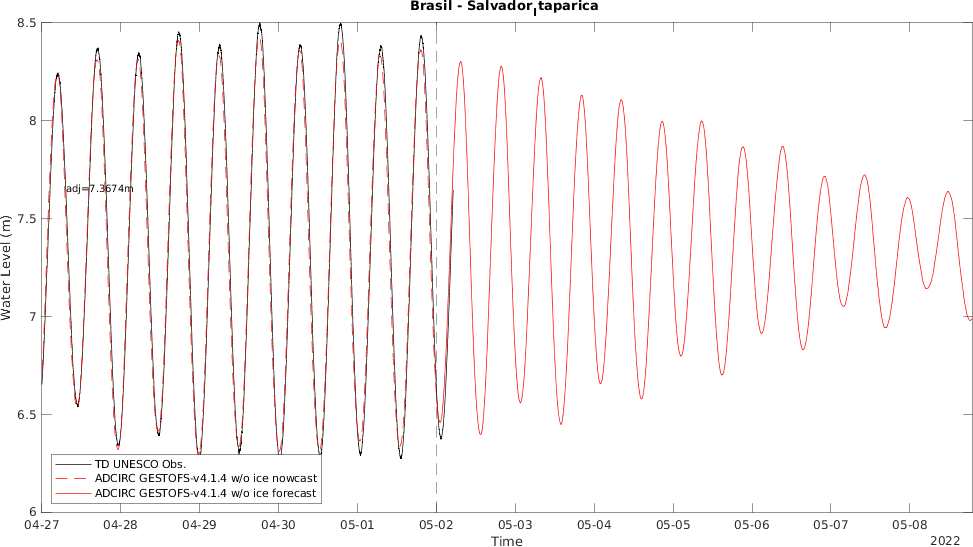 Brasil - Salvador_Itaparica
8.5
8
7.5
7
6.5
6
Water Level (m)
adj=7.3674m
TD UNESCO Obs.
ADCIRC GESTOFS-v4.1.4 w/o ice nowcast
ADCIRC GESTOFS-v4.1.4 w/o ice forecast
04-27 04-28 04-29 04-30 05-01 05-02 05-03 05-04 05-05 05-06 05-07 05-08
Time
2022